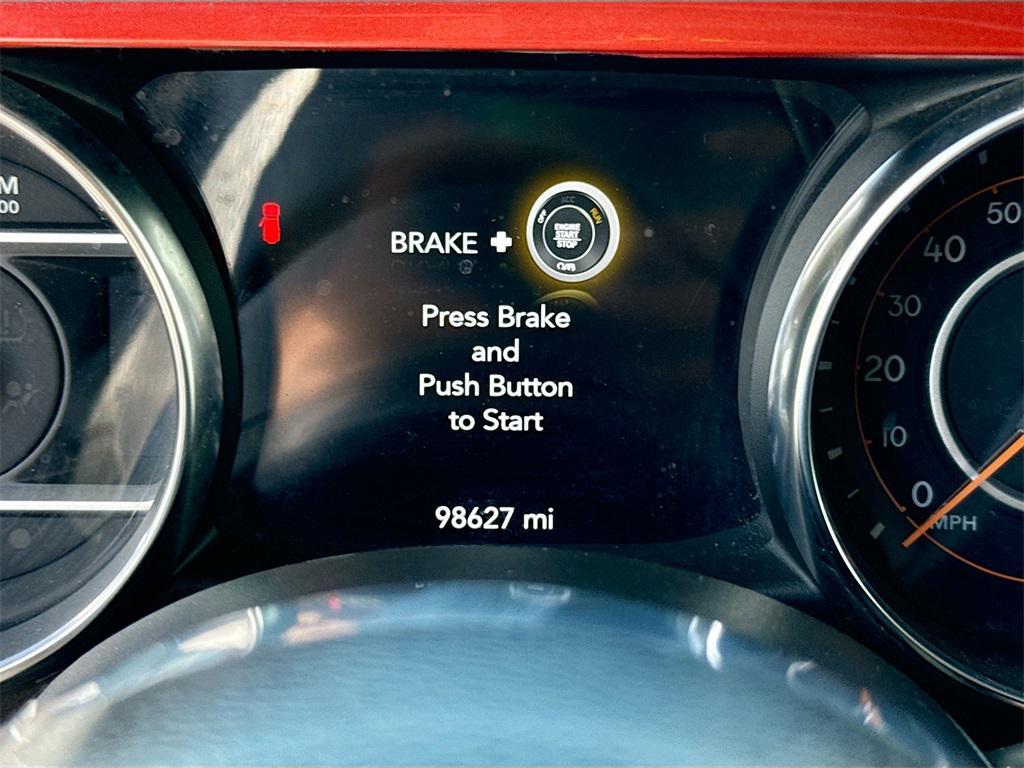 M
00
BRAKE +
OFF ACC RUN
ENGINE
START
STOP
Press Brake
and
Push Button
to Start
98627 mi
50
40
30
20
10
0
MPH